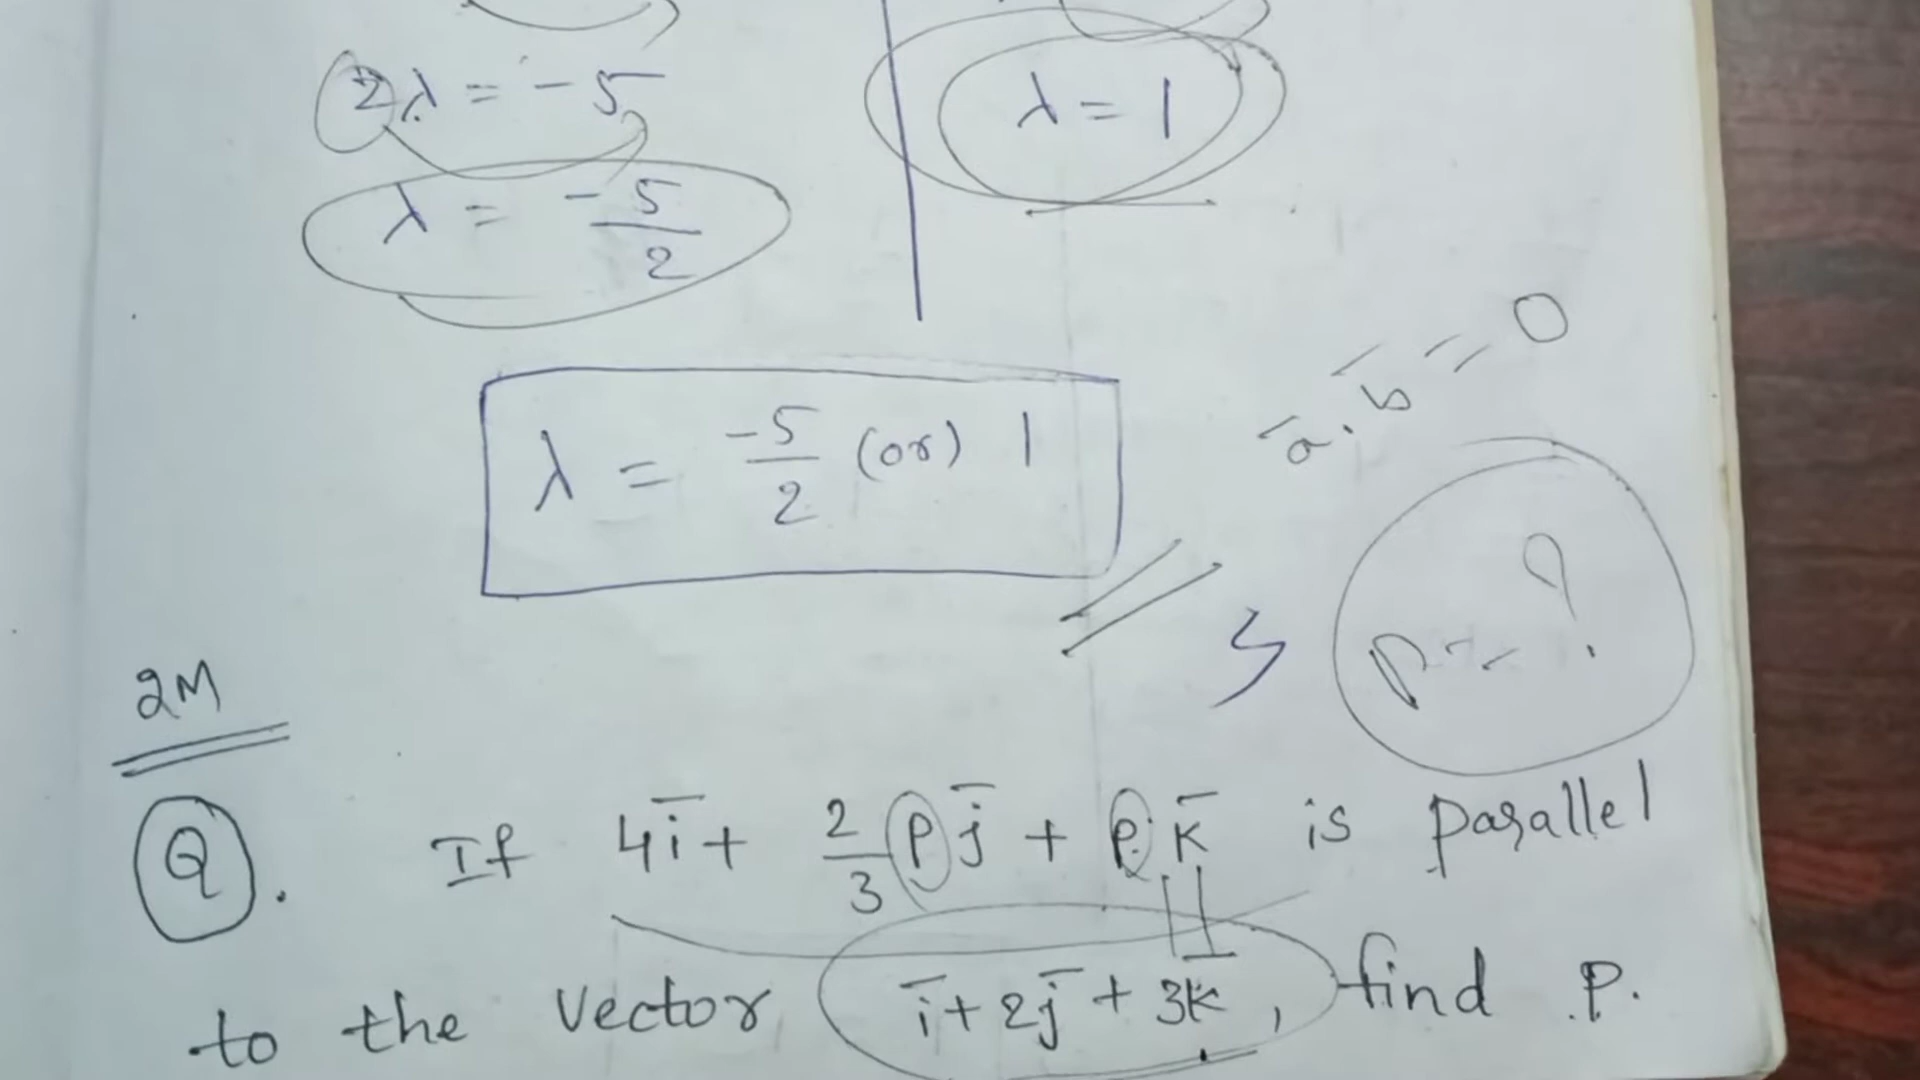 2λ = -5
λ = 1
λ = -5/2
λ = -5/2 (or) 1
a̅.b̅ = 0
p = ?
2M
Q. If 4i̅ + 2/3 p j̅ + p k̅ is parallel
to the vector i̅ + 2j̅ + 3k̅, find p.